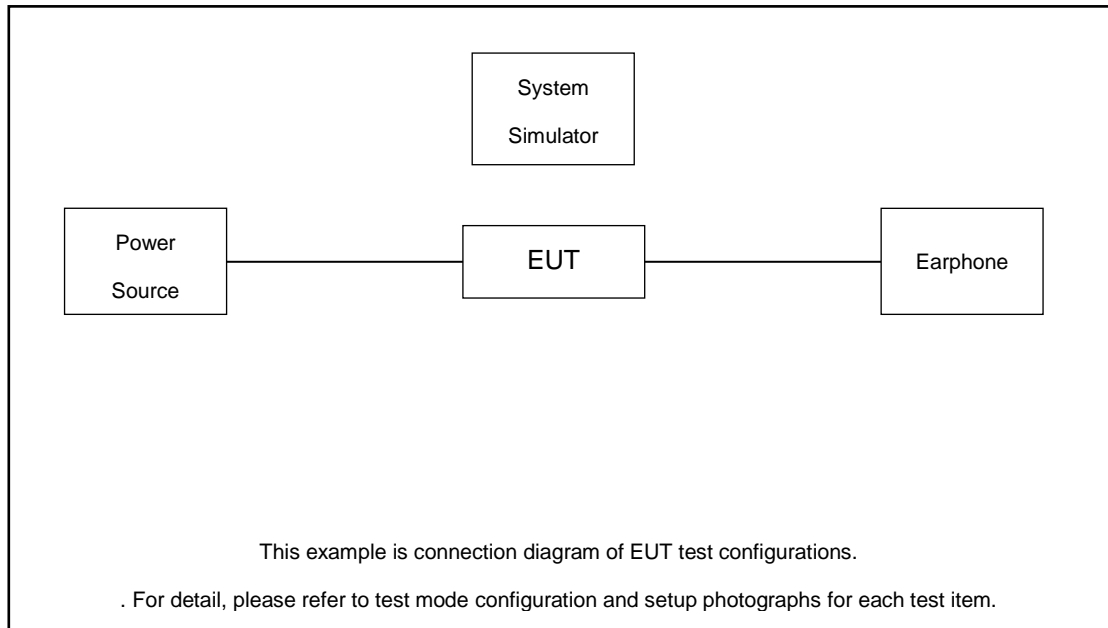 System
Simulator
Power
Source
EUT
Earphone
This example is connection diagram of EUT test configurations.
. For detail, please refer to test mode configuration and setup photographs for each test item.